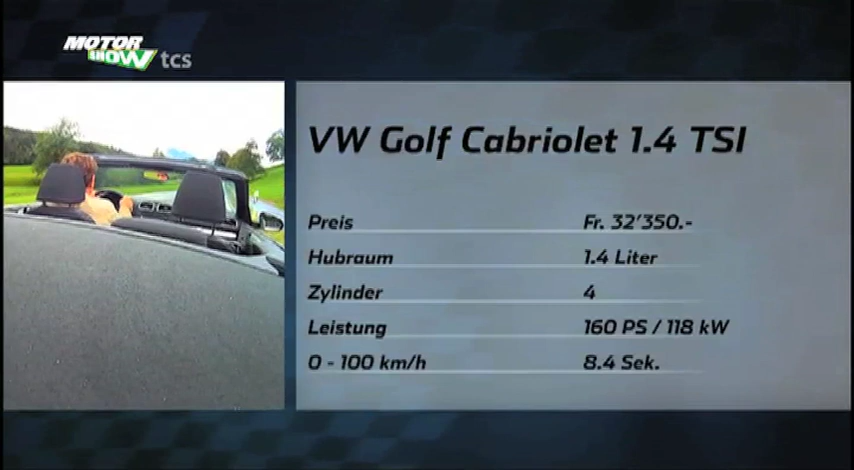 MOTOR
SHOW tcs
VW Golf Cabriolet 1.4 TSI
Preis Fr. 32'350.-
Hubraum 1.4 Liter
Zylinder 4
Leistung 160 PS / 118 kW
0 - 100 km/h 8.4 Sek.